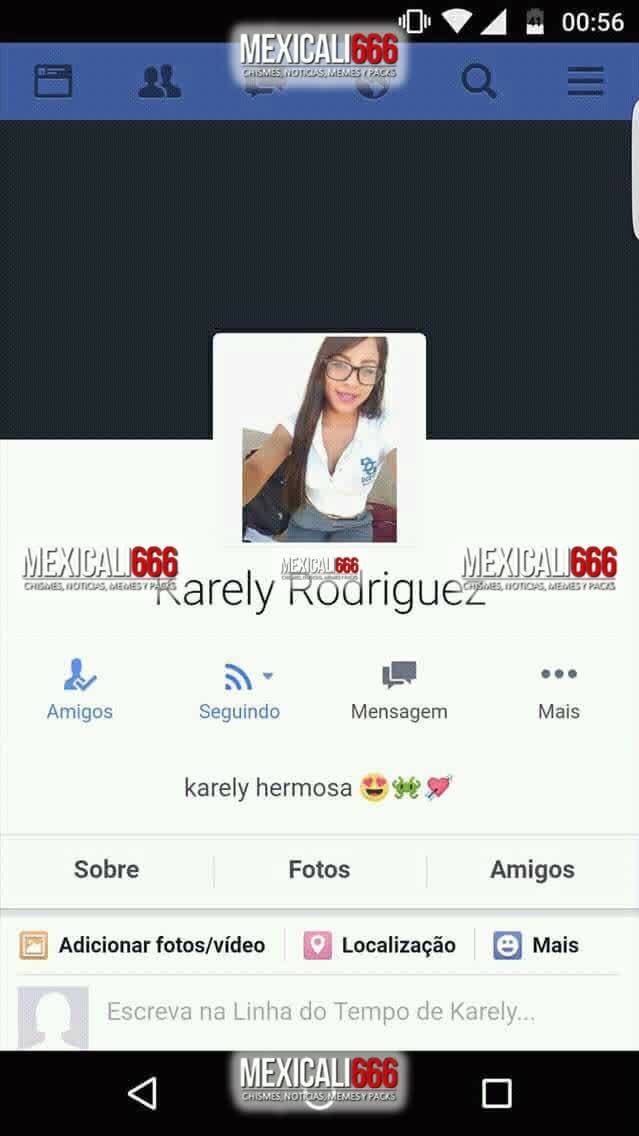 41 00:56
MEXICALI666
CHISMES, NOTICIAS, MEMES Y PACKS
MEXICALI666
CHISMES, NOTICIAS, MEMES Y PACKS
MEXICALI666
CHISMES, NOTICIAS, MEMES Y PACKS
MEXICALI666
CHISMES, NOTICIAS, MEMES Y PACKS
Karely Rodriguez
Amigos Seguindo Mensagem Mais
karely hermosa 😍👾💘
Sobre Fotos Amigos
Adicionar fotos/vídeo Localização Mais
Escreva na Linha do Tempo de Karely...
MEXICALI666
CHISMES, NOTICIAS, MEMES Y PACKS